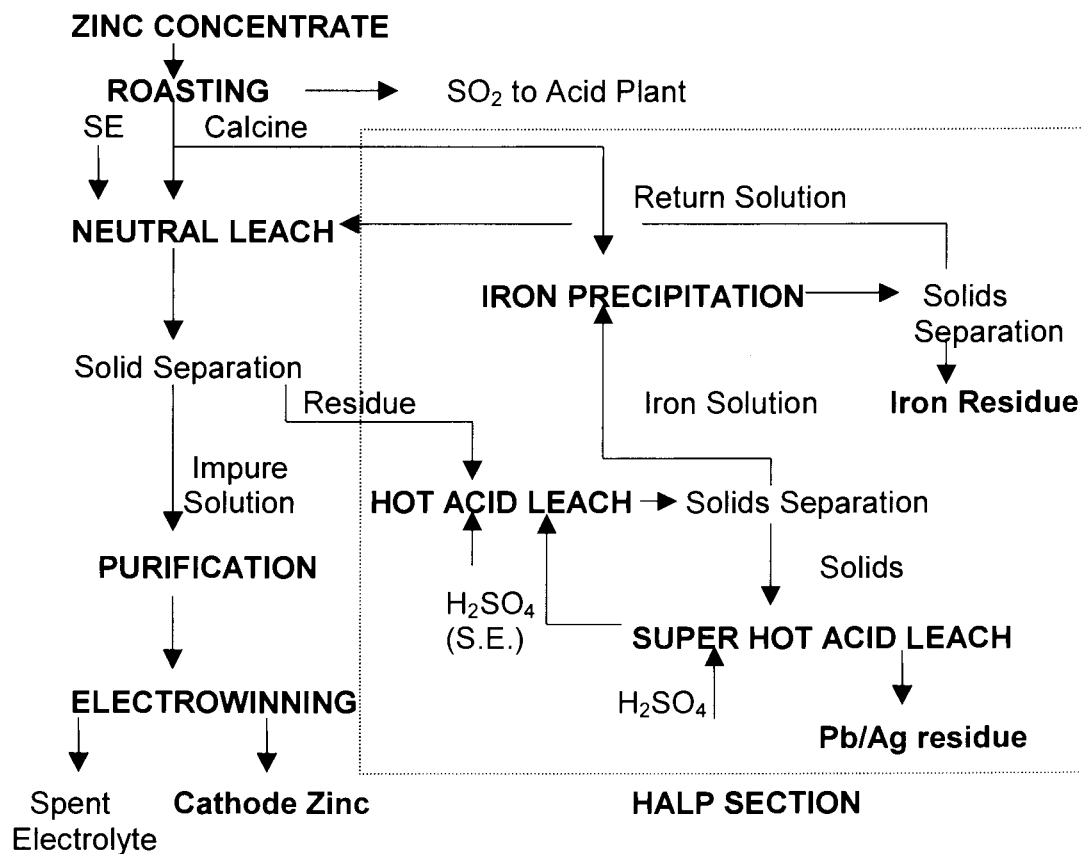 ZINC CONCENTRATE
ROASTING
SO₂ to Acid Plant
SE
Calcine
Return Solution
NEUTRAL LEACH
IRON PRECIPITATION
Solids
Separation
Solid Separation
Residue
Iron Solution
Iron Residue
Impure
Solution
HOT ACID LEACH
Solids Separation
PURIFICATION
Solids
H₂SO₄
(S.E.)
SUPER HOT ACID LEACH
ELECTROWINNING
H₂SO₄
Pb/Ag residue
Spent
Electrolyte
Cathode Zinc
HALP SECTION